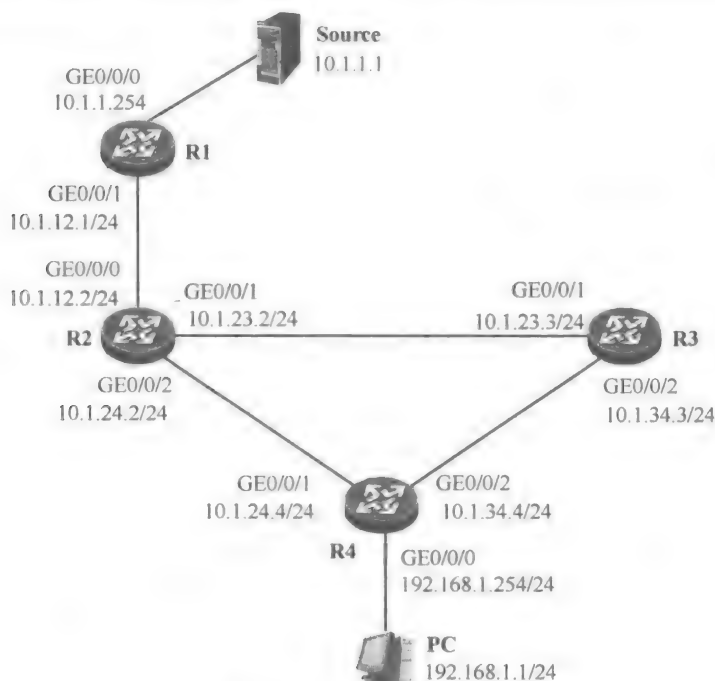 Source
10.1.1.1
GE0/0/0
10.1.1.254
R1
GE0/0/1
10.1.12.1/24
GE0/0/0
10.1.12.2/24
GE0/0/1
10.1.23.2/24
GE0/0/1
10.1.23.3/24
R2
R3
GE0/0/2
10.1.24.2/24
GE0/0/2
10.1.34.3/24
GE0/0/1
10.1.24.4/24
GE0/0/2
10.1.34.4/24
R4
GE0/0/0
192.168.1.254/24
PC
192.168.1.1/24